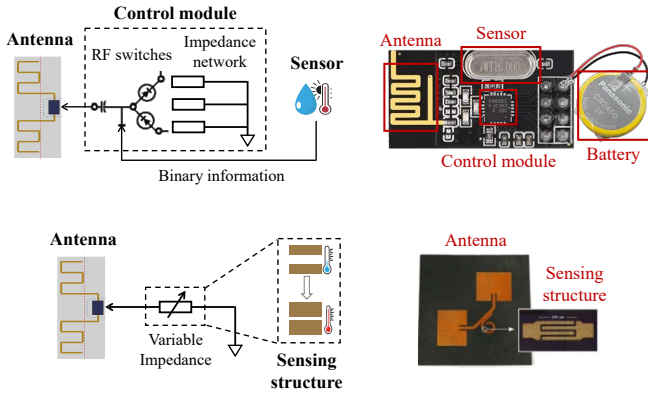 Control module
Antenna
RF switches
Impedance
network
Sensor
Binary information
Sensor
Antenna
Panasonic
Control module
Battery
Antenna
Variable
Impedance
Sensing
structure
Antenna
Sensing
structure